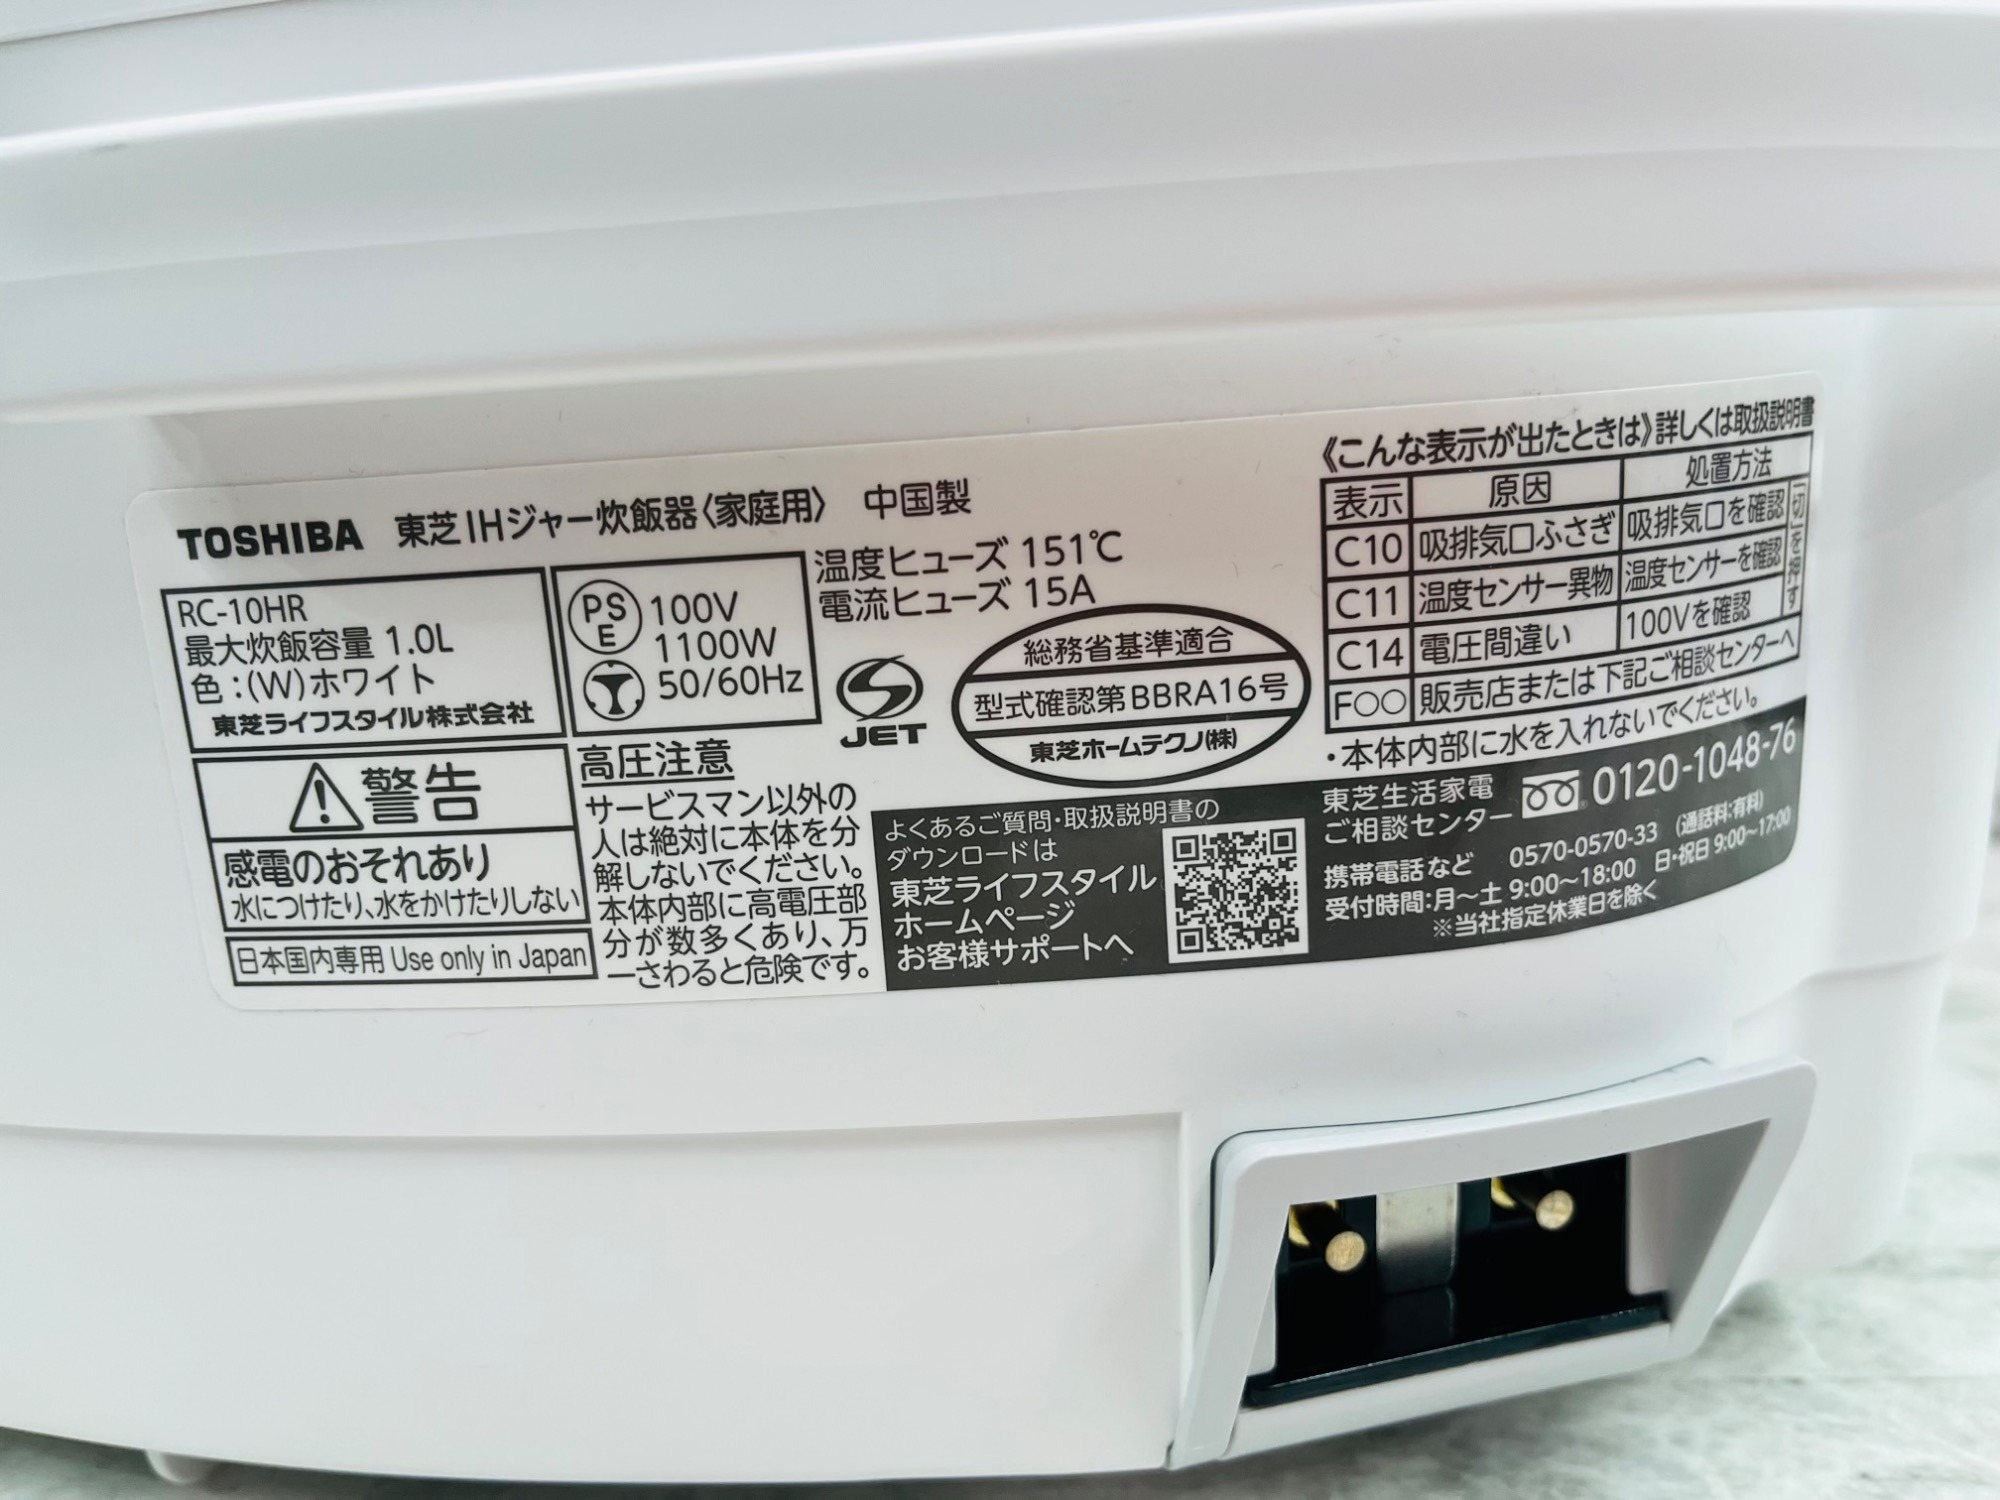 TOSHIBA 東芝IHジャー炊飯器〈家庭用〉 中国製
RC-10HR
最大炊飯容量 1.0L
色:(W)ホワイト
東芝ライフスタイル株式会社
PS
E
100V
1100W
50/60Hz
温度ヒューズ 151℃
電流ヒューズ 15A
JET
総務省基準適合
型式確認第BBRA16号
東芝ホームテクノ(株)
警告
感電のおそれあり
水につけたり、水をかけたりしない
日本国内専用 Use only in Japan
高圧注意
サービスマン以外の
人は絶対に本体を分
解しないでください。
本体内部に高電圧部
分が数多くあり、万
一さわると危険です。
よくあるご質問・取扱説明書の
ダウンロードは
東芝ライフスタイル
ホームページ
お客様サポートへ
《こんな表示が出たときは》詳しくは取扱説明書
表示 原因 処置方法
C10 吸排気口ふさぎ 吸排気口を確認
C11 温度センサー異物 温度センサーを確認
C14 電圧間違い 100Vを確認
「切」を押す
F○○ 販売店または下記ご相談センターへ
・本体内部に水を入れないでください。
東芝生活家電
ご相談センター
0120-1048-76
携帯電話など 0570-0570-33 (通話料:有料)
受付時間:月～土 9:00～18:00 日・祝日 9:00～17:00
※当社指定休業日を除く